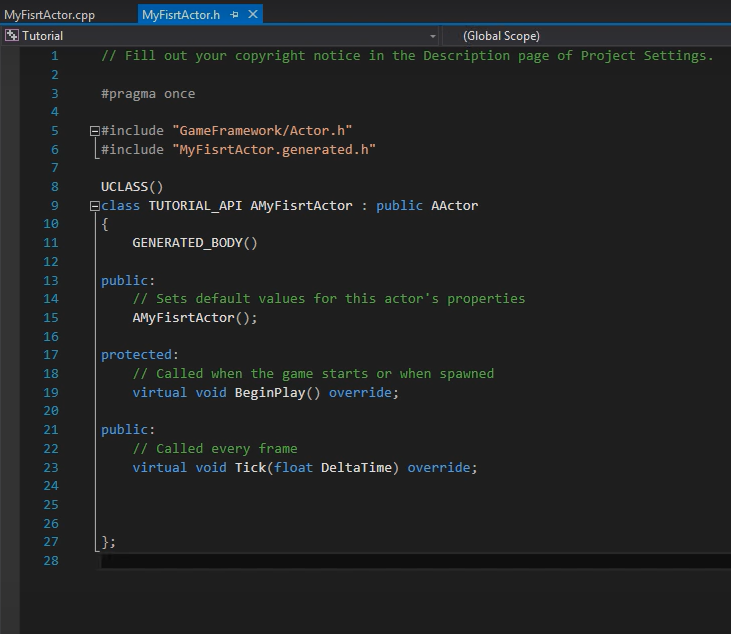 MyFisrtActor.cpp MyFisrtActor.h
Tutorial (Global Scope)
1 // Fill out your copyright notice in the Description page of Project Settings.
2
3 #pragma once
4
5 #include "GameFramework/Actor.h"
6 #include "MyFisrtActor.generated.h"
7
8 UCLASS()
9 class TUTORIAL_API AMyFisrtActor : public AActor
10 {
11 GENERATED_BODY()
12
13 public:
14 // Sets default values for this actor's properties
15 AMyFisrtActor();
16
17 protected:
18 // Called when the game starts or when spawned
19 virtual void BeginPlay() override;
20
21 public:
22 // Called every frame
23 virtual void Tick(float DeltaTime) override;
24
25
26
27 };
28